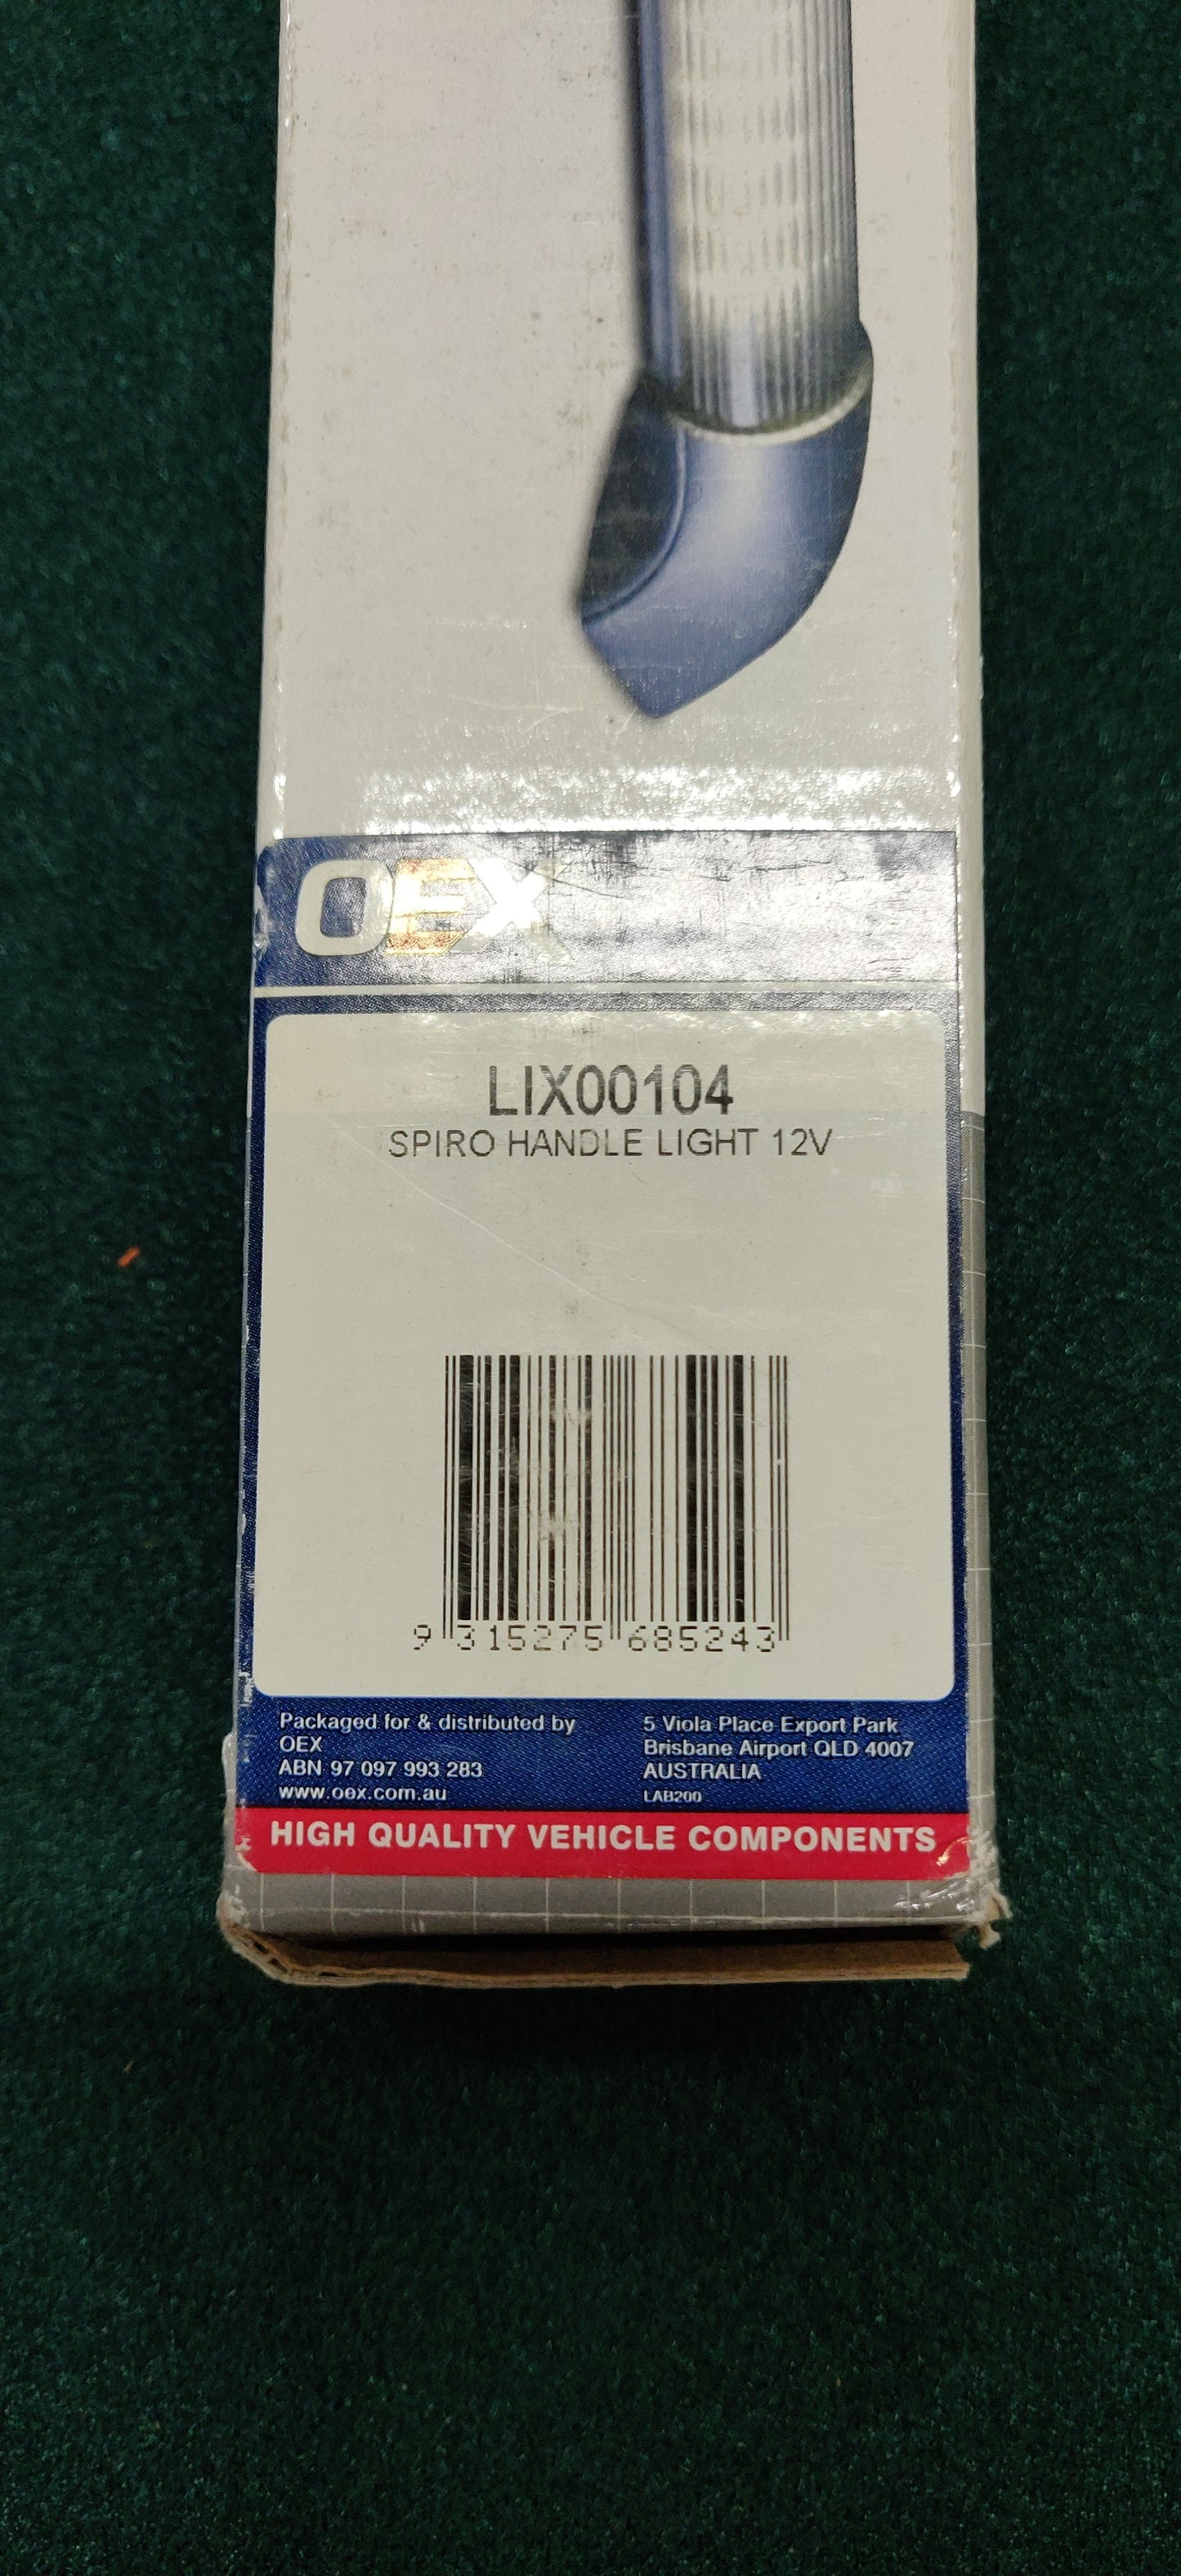 OEX
LIX00104
SPIRO HANDLE LIGHT 12V
9 315275 685243
Packaged for & distributed by
OEX
ABN 97 097 993 283
www.oex.com.au
5 Viola Place Export Park
Brisbane Airport QLD 4007
AUSTRALIA
LAB200
HIGH QUALITY VEHICLE COMPONENTS